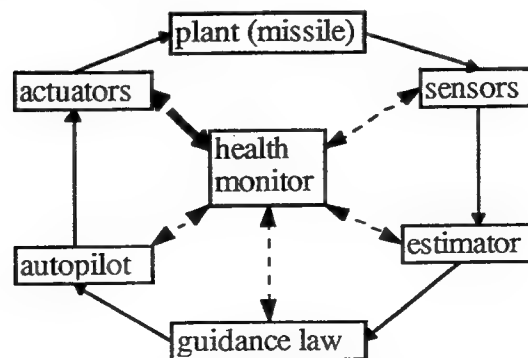 plant (missile)
actuators
sensors
health
monitor
autopilot
estimator
guidance law